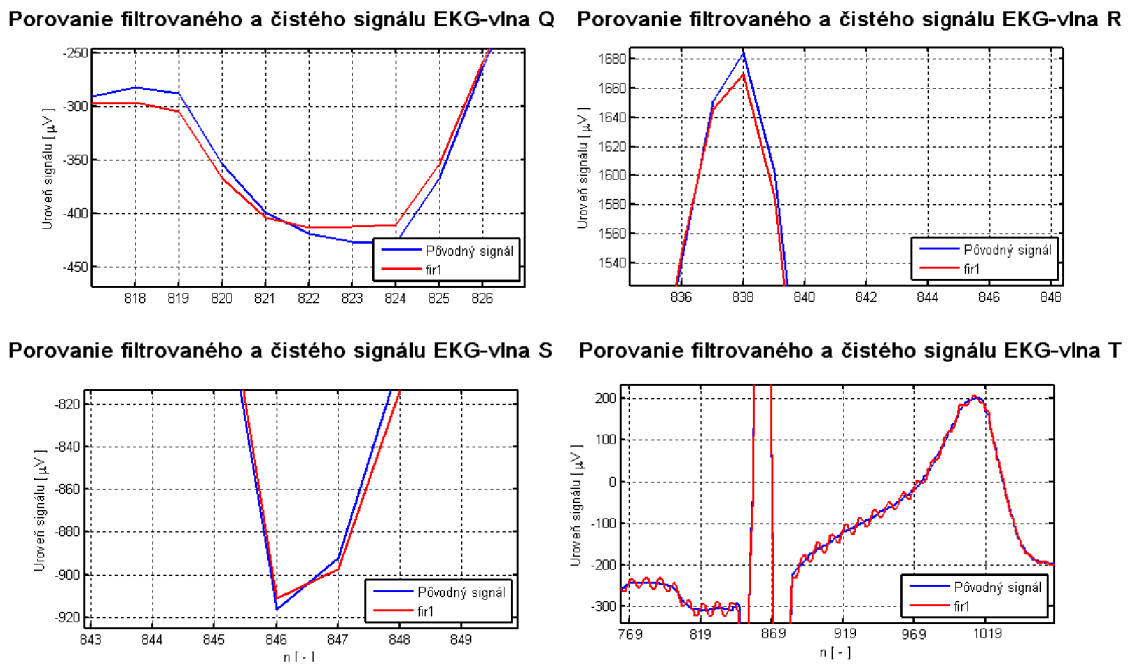 Porovanie filtrovaného a čistého signálu EKG-vlna Q
Uroveň signálu [ μV ]
-250
-300
-350
-400
-450
818 819 820 821 822 823 824 825 826
Pôvodný signál
fir1
Porovanie filtrovaného a čistého signálu EKG-vlna R
Uroveň signálu [ μV ]
1680
1660
1640
1620
1600
1580
1560
1540
836 838 840 842 844 846 848
Pôvodný signál
fir1
Porovanie filtrovaného a čistého signálu EKG-vlna S
Uroveň signálu [ μV ]
-820
-840
-860
-880
-900
-920
843 844 845 846 847 848 849
n [ - ]
Pôvodný signál
fir1
Porovanie filtrovaného a čistého signálu EKG-vlna T
Uroveň signálu [ μV ]
200
100
0
-100
-200
-300
769 819 869 919 969 1019
n [ - ]
Pôvodný signál
fir1